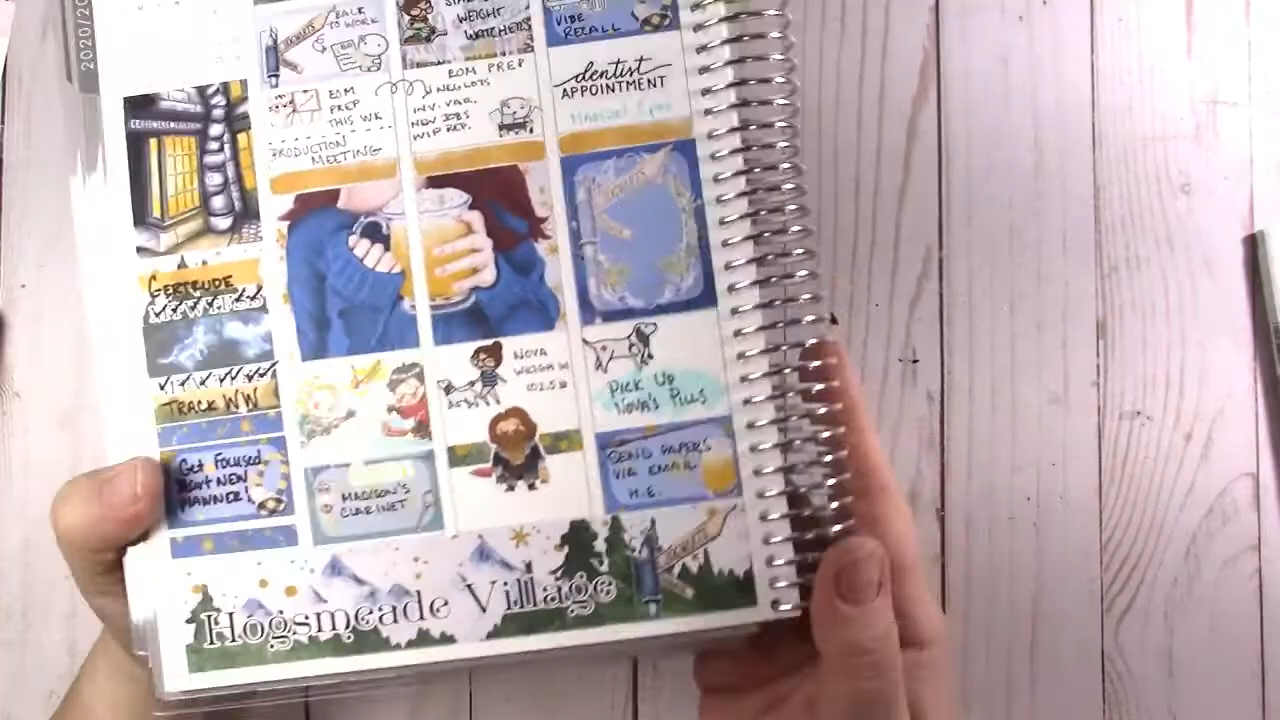 2020/20
BACK
TO WORK
EOM
PREP
THIS WK
PRODUCTION
MEETING
WEIGHT
WATCHERS
EOM PREP
NEG LOTS
INV. VAR.
NEW JOBS
WIP REP.
VIBE
RECALL
dentist
APPOINTMENT
GERTRUDE
TRACK WW
Get Focused
MADISON'S
CLARINET
NOVA
WEIGH IN
102.5
PICK UP
NOVA'S PILLS
SEND PAPERS
VIA EMAIL
H.E.
Hogsmeade Village